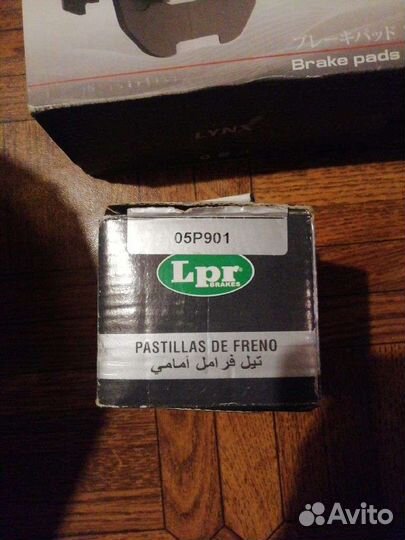 ブレーキパッド
Brake pads
LYNX
05P901
Lpr
BRAKES
PASTILLAS DE FRENO
تيل فرامل أمامي
Avito